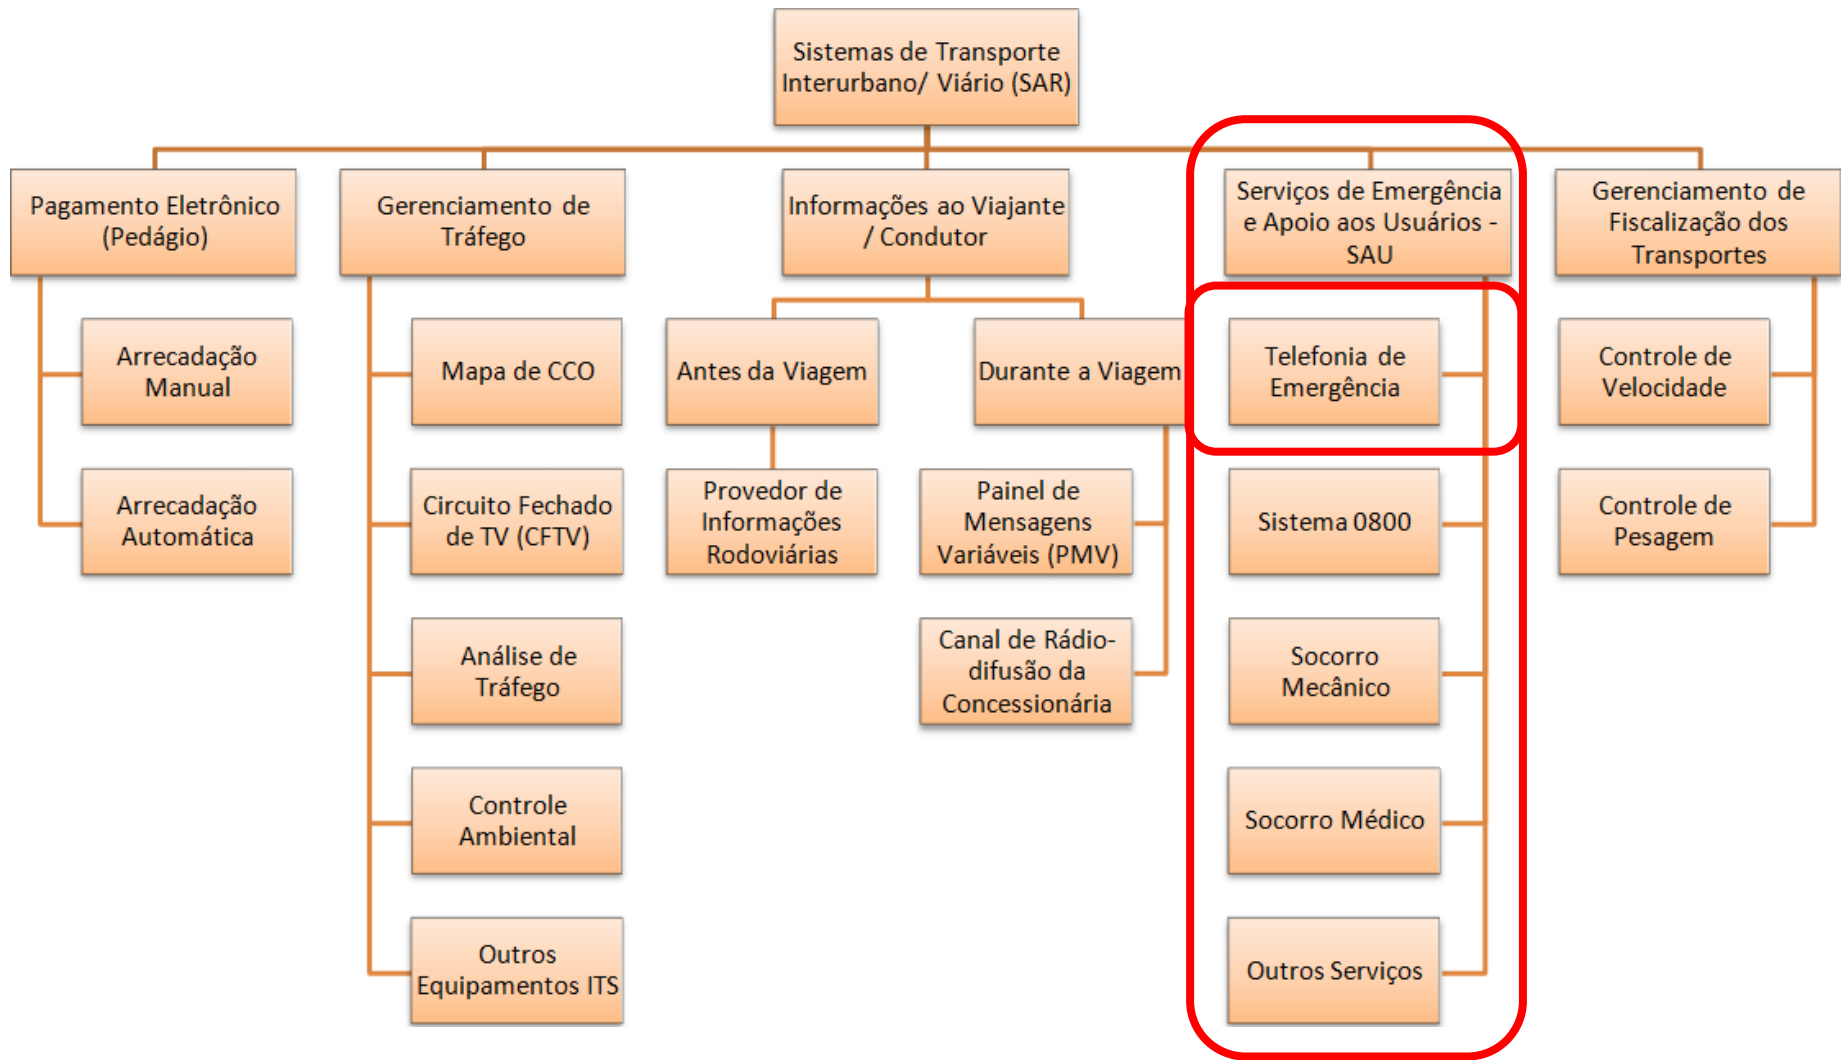 Sistemas de Transporte
Interurbano/ Viário (SAR)
Pagamento Eletrônico
(Pedágio)
Arrecadação
Manual
Arrecadação
Automática
Gerenciamento de
Tráfego
Mapa de CCO
Circuito Fechado
de TV (CFTV)
Análise de
Tráfego
Controle
Ambiental
Outros
Equipamentos ITS
Informações ao Viajante
/ Condutor
Antes da Viagem
Provedor de
Informações
Rodoviárias
Durante a Viagem
Painel de
Mensagens
Variáveis (PMV)
Canal de Rádio-
difusão da
Concessionária
Serviços de Emergência
e Apoio aos Usuários -
SAU
Telefonia de
Emergência
Sistema 0800
Socorro
Mecânico
Socorro Médico
Outros Serviços
Gerenciamento de
Fiscalização dos
Transportes
Controle de
Velocidade
Controle de
Pesagem